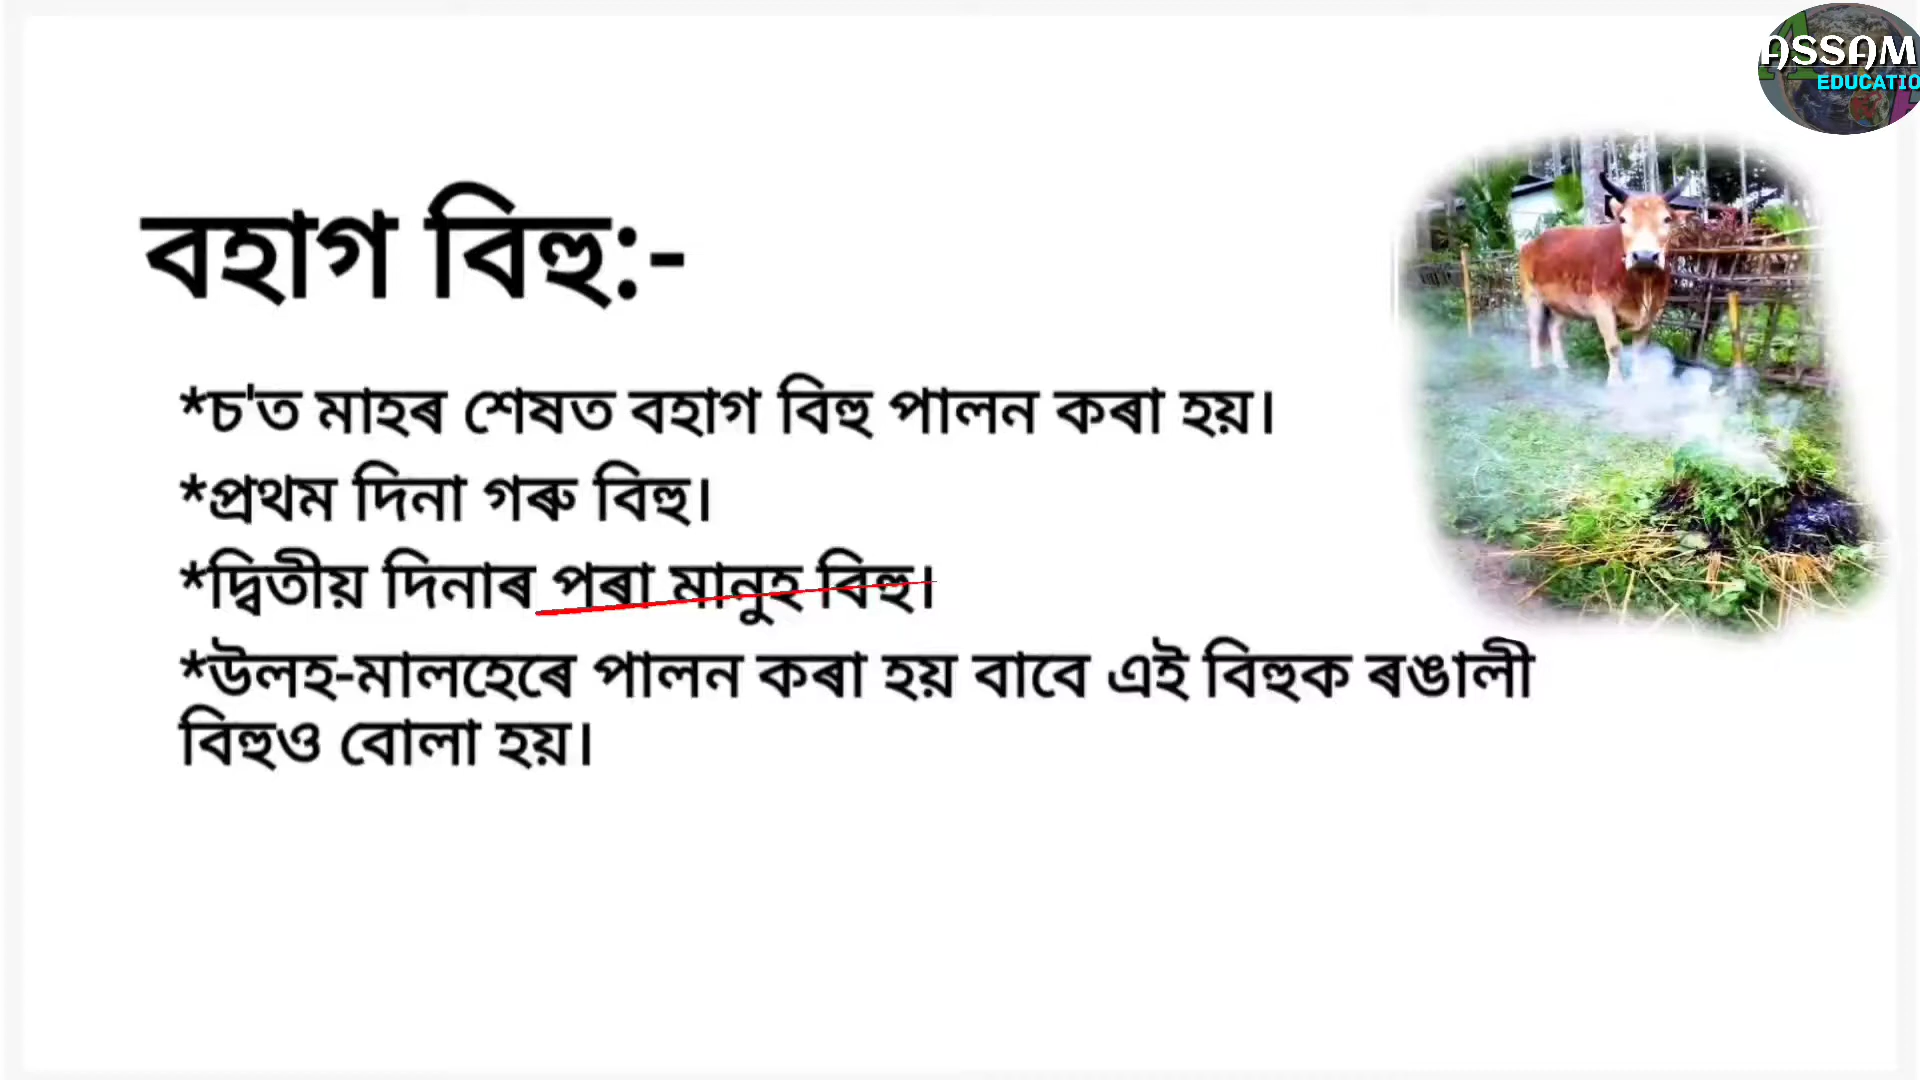 ASSAM
EDUCATIO
বহাগ বিহু:-
*চ'ত মাহৰ শেষত বহাগ বিহু পালন কৰা হয়।
*প্ৰথম দিনা গৰু বিহু।
*দ্বিতীয় দিনাৰ পৰা মানুহ বিহু।
*উলহ-মালহেৰে পালন কৰা হয় বাবে এই বিহুক ৰঙালী
বিহুও বোলা হয়।